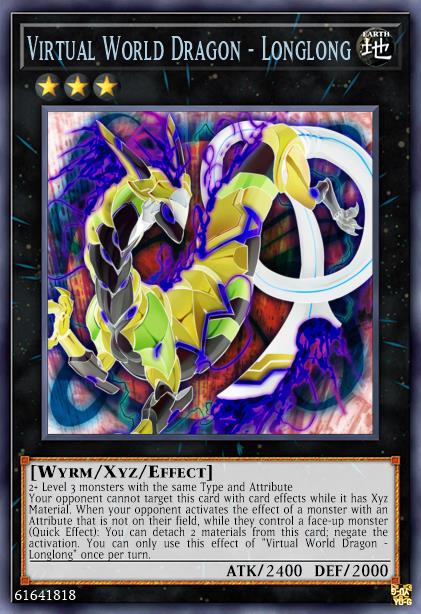 Virtual World Dragon - Longlong
EARTH
地
[Wyrm/Xyz/Effect]
2+ Level 3 monsters with the same Type and Attribute
Your opponent cannot target this card with card effects while it has Xyz
Material. When your opponent activates the effect of a monster with an
Attribute that is not on their field, while they control a face-up monster
(Quick Effect): You can detach 2 materials from this card; negate the
activation. You can only use this effect of "Virtual World Dragon -
Longlong" once per turn.
ATK/2400 DEF/2000
61641818